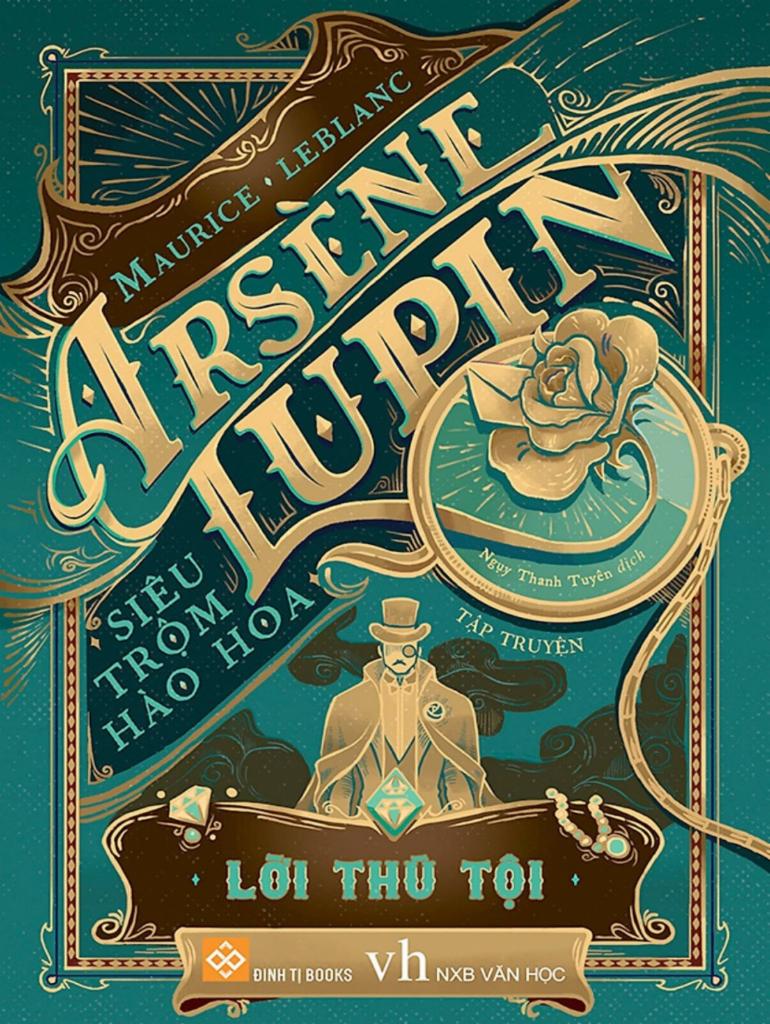 MAURICE • LEBLANC
ARSÈNE
LUPIN
SIÊU
TRỘM
HÀO HOA
Ngụy Thanh Tuyên dịch
TẬP TRUYỆN
LỜI THÚ TỘI
ĐINH TỊ BOOKS
vh NXB VĂN HỌC